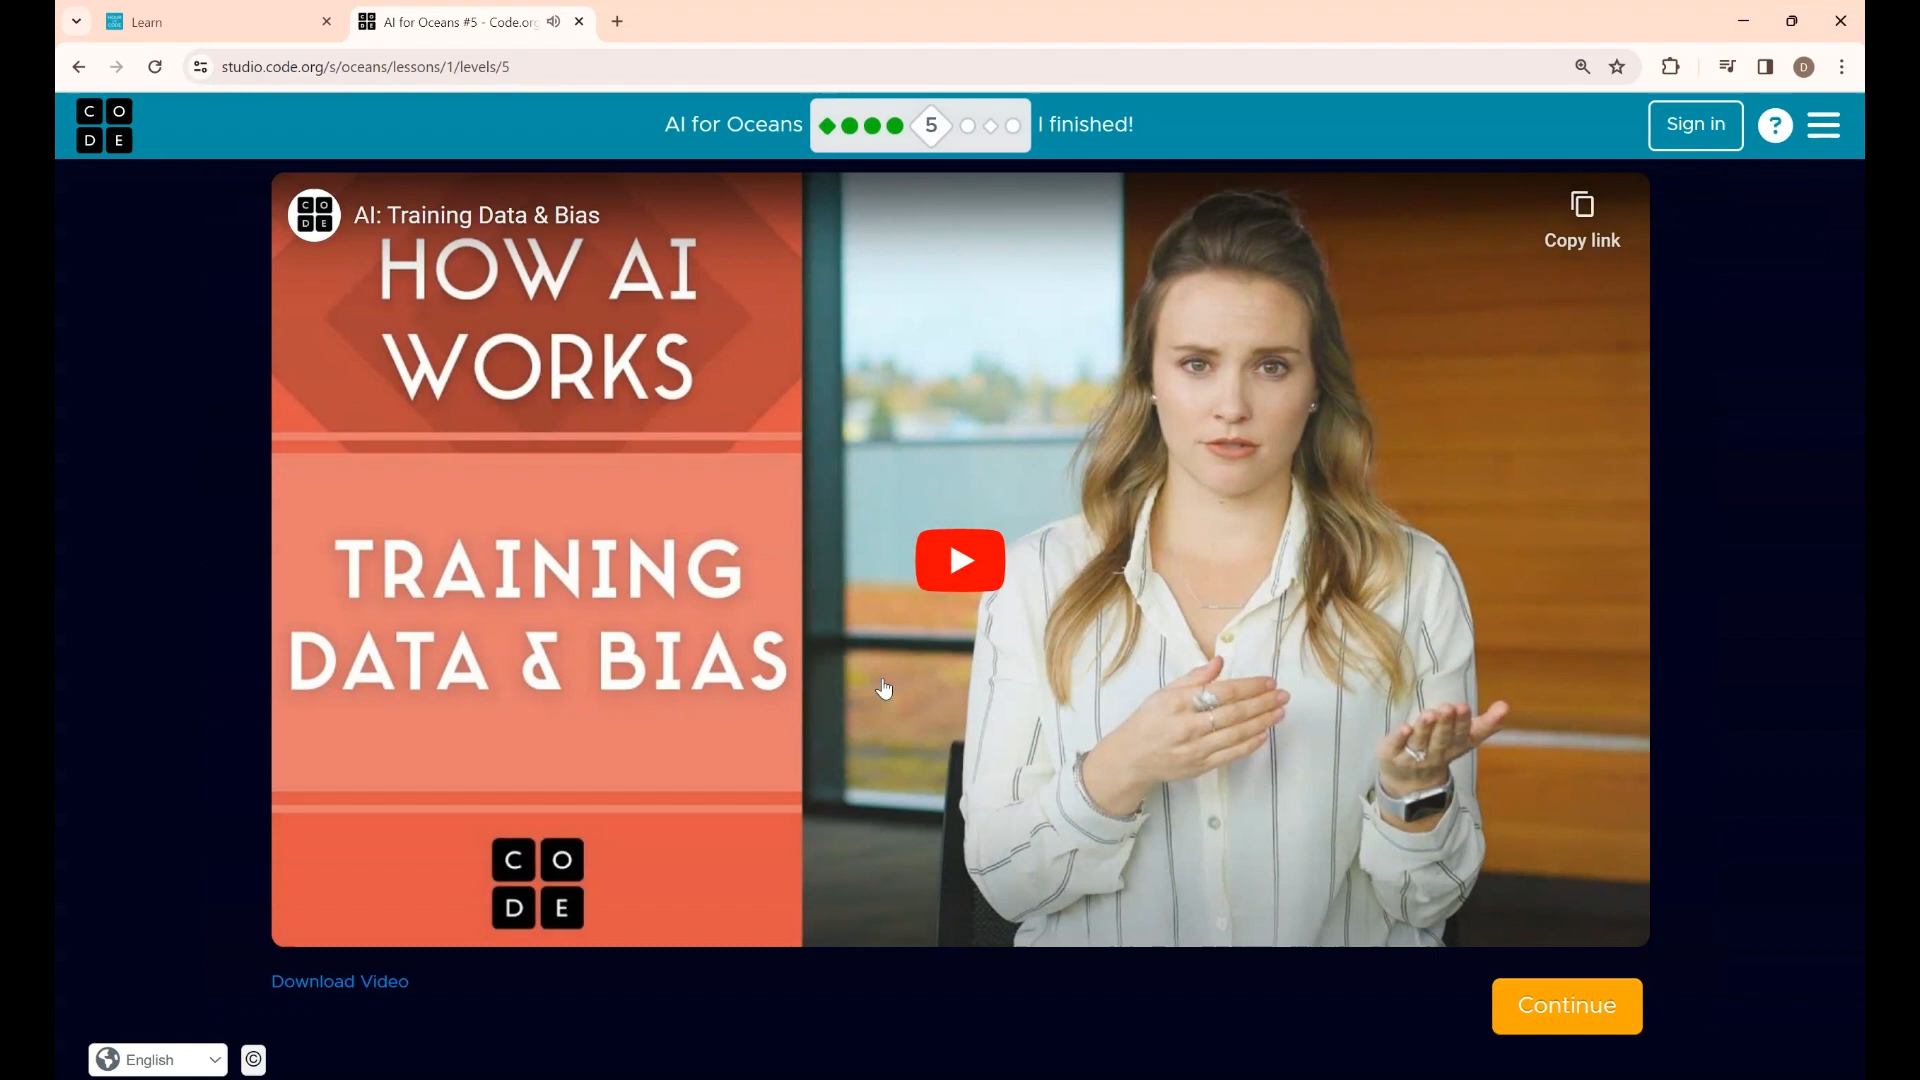 Learn
AI for Oceans #5 - Code.org
studio.code.org/s/oceans/lessons/1/levels/5
D
C O
D E
AI for Oceans
5
I finished!
Sign in
?
C O
D E
AI: Training Data & Bias
Copy link
HOW AI
WORKS
TRAINING
DATA & BIAS
C O
D E
Download Video
Continue
English
©